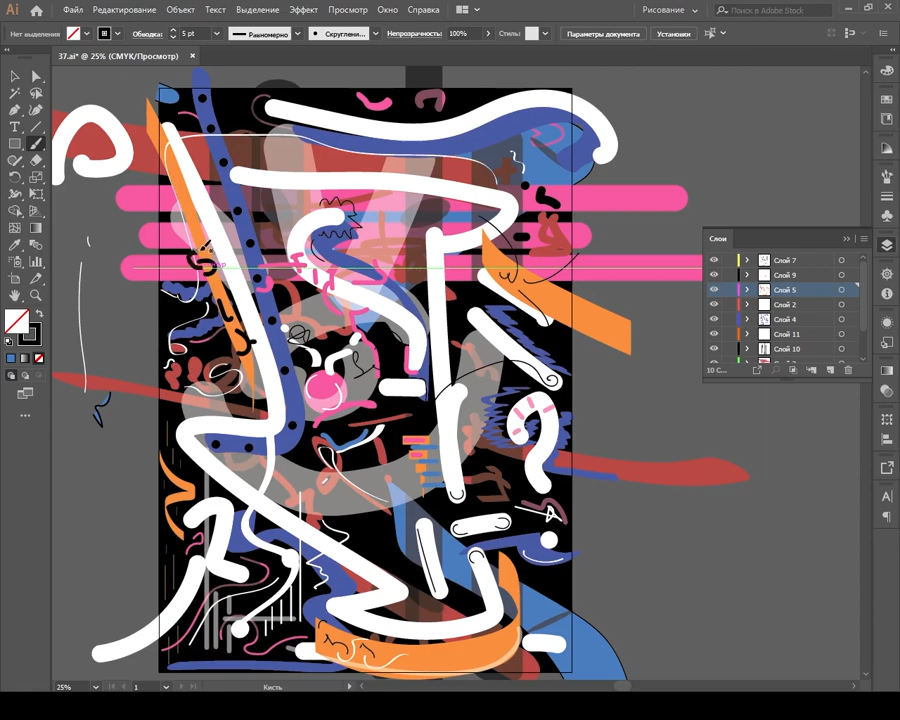 Ai Файл Редактирование Объект Текст Выделение Эффект Просмотр Окно Справка Рисование Поиск в Adobe Stock
Нет выделения Обводка: 5 pt Равномерно Скруглени... Непрозрачность: 100% Стиль: Параметры документа Установки
37.ai* @ 25% (CMYK/Просмотр)
Слои
Слой 7
Слой 9
Слой 5
Слой 2
Слой 4
Слой 11
Слой 10
10 С...
25% 1 Кисть